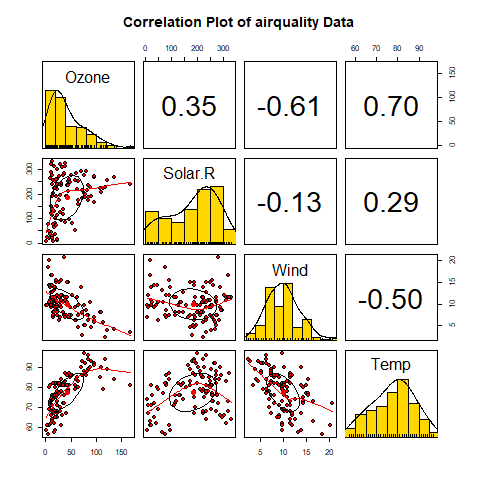 Correlation Plot of airquality Data
0 100 200 300
60 70 80 90
Ozone
0.35
-0.61
0.70
0 50 100 150
0 100 200 300
Solar.R
-0.13
0.29
Wind
-0.50
5 10 15 20
60 70 80 90
Temp
0 50 100 150
5 10 15 20